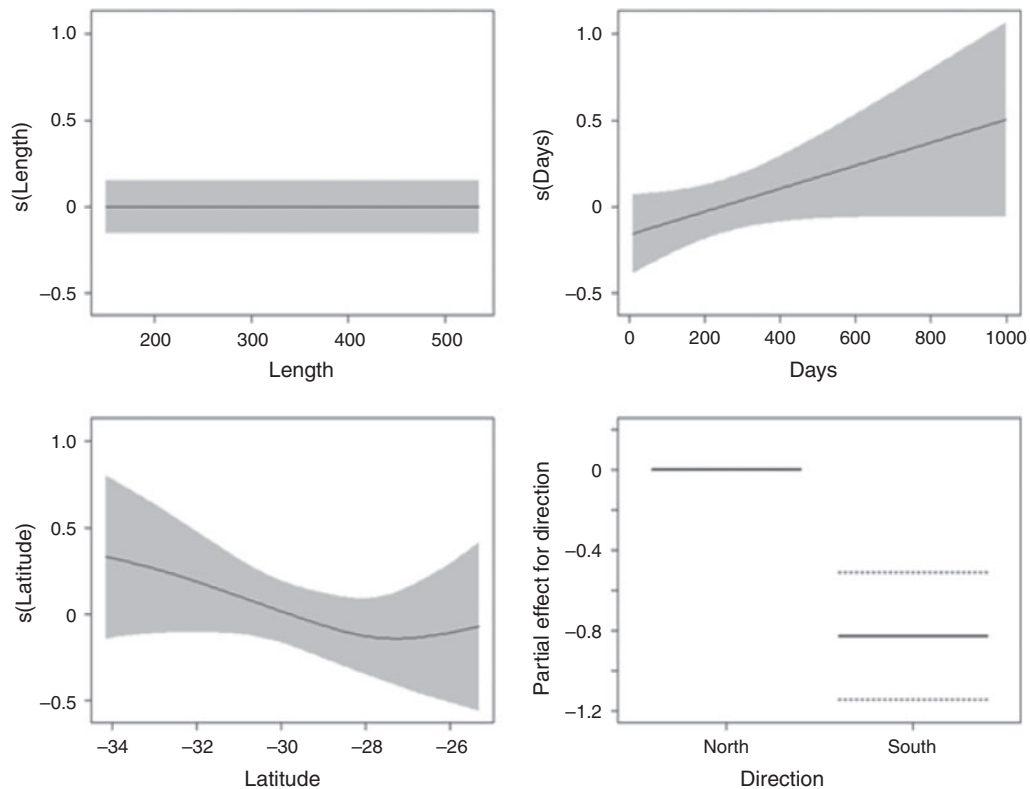 s(Length)
1.0
0.5
0
–0.5
200 300 400 500
Length
s(Days)
1.0
0.5
0
–0.5
0 200 400 600 800 1000
Days
s(Latitude)
1.0
0.5
0
–0.5
–34 –32 –30 –28 –26
Latitude
Partial effect for direction
0
–0.4
–0.8
–1.2
North South
Direction